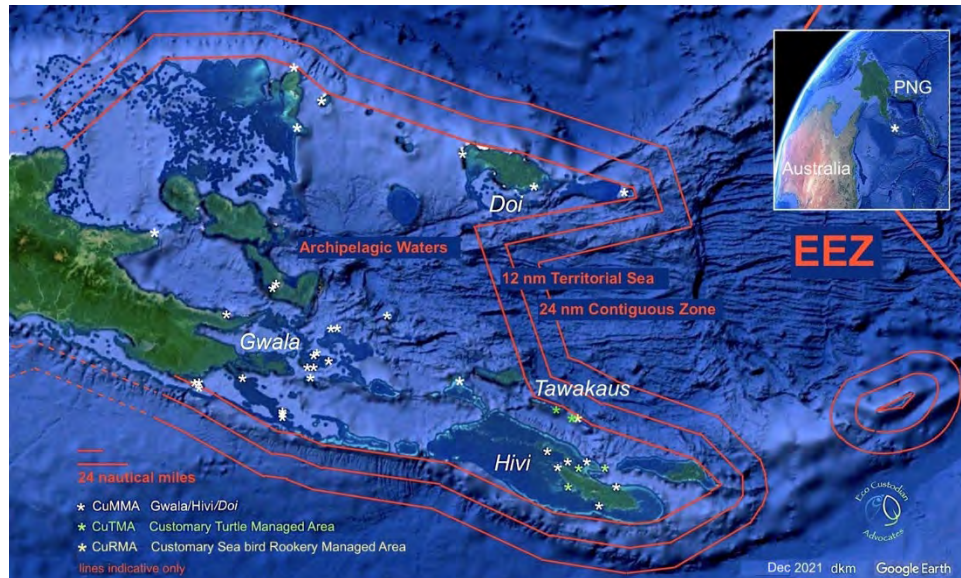 PNG
Australia
Doi
EEZ
Archipelagic Waters
12 nm Territorial Sea
24 nm Contiguous Zone
Gwala
Tawakaus
Hivi
24 nautical miles
* CuMMA Gwala/Hivi/Doi
* CuTMA Customary Turtle Managed Area
* CuRMA Customary Sea bird Rookery Managed Area
lines indicative only
Eco Custodian
Advocates
Dec 2021 dkm Google Earth